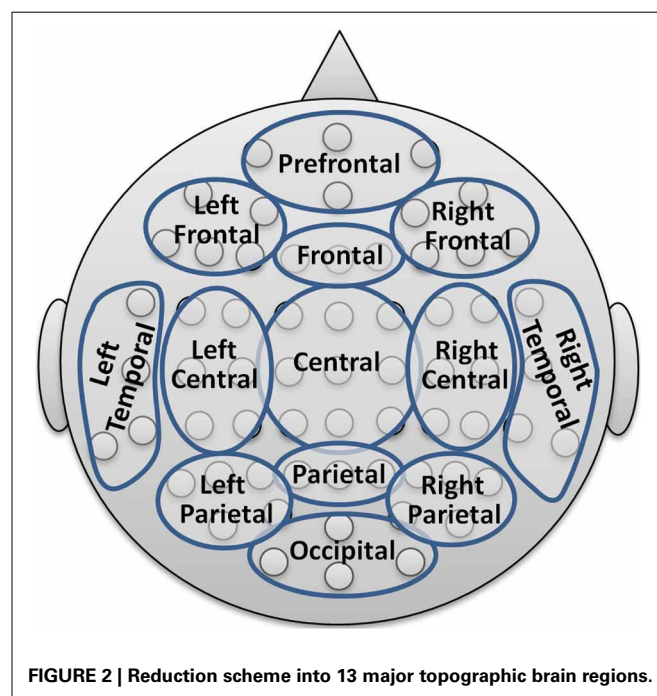 Prefrontal
Left
Frontal
Right
Frontal
Frontal
Left
Temporal
Left
Central
Central
Right
Central
Right
Temporal
Left
Parietal
Parietal
Right
Parietal
Occipital
FIGURE 2 | Reduction scheme into 13 major topographic brain regions.